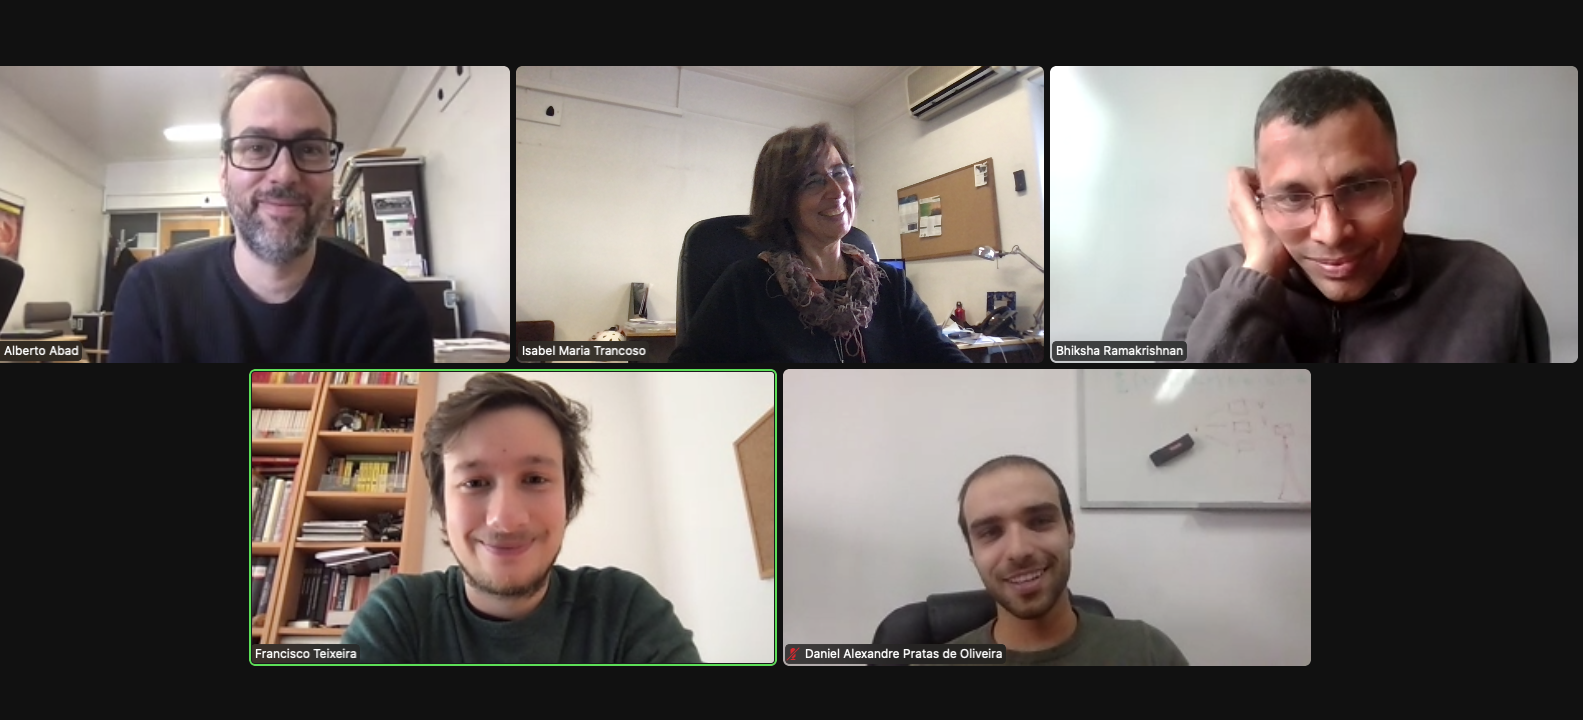 Alberto Abad
Isabel Maria Trancoso
Bhiksha Ramakrishnan
Francisco Teixeira
Daniel Alexandre Pratas de Oliveira